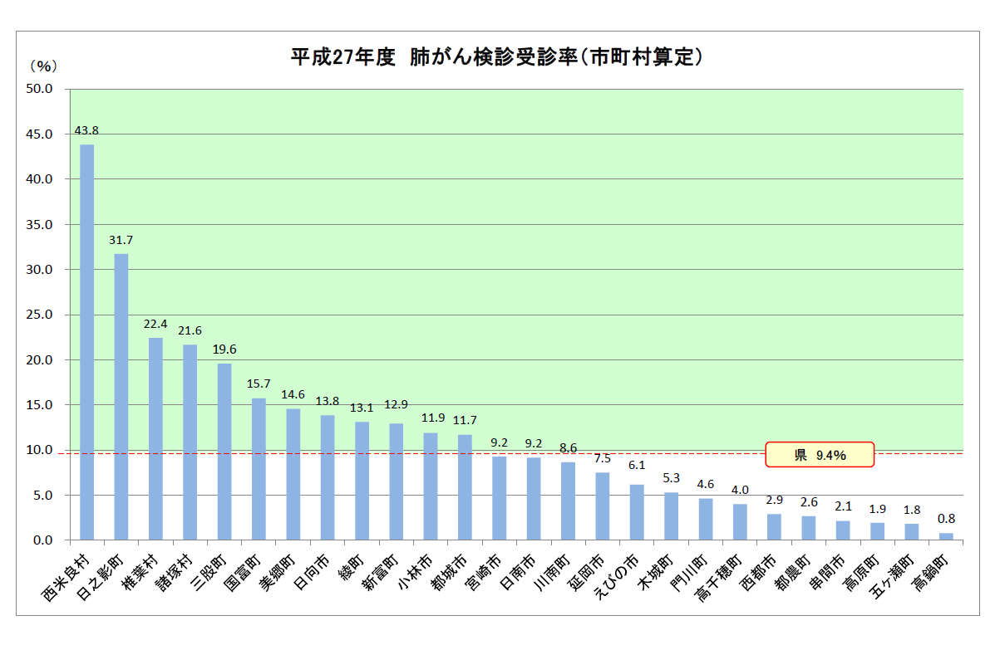 平成27年度　肺がん検診受診率（市町村算定）
（％）
50.0
45.0
40.0
35.0
30.0
25.0
20.0
15.0
10.0
5.0
0.0
43.8
31.7
22.4
21.6
19.6
15.7
14.6
13.8
13.1
12.9
11.9
11.7
9.2
9.2
8.6
7.5
6.1
5.3
4.6
4.0
2.9
2.6
2.1
1.9
1.8
0.8
県　9.4%
西米良村
日之影町
椎葉村
諸塚村
三股町
国富町
美郷町
日向市
綾町
新富町
小林市
都城市
宮崎市
日南市
川南町
延岡市
えびの市
木城町
門川町
高千穂町
西都市
都農町
串間市
高原町
五ヶ瀬町
高鍋町